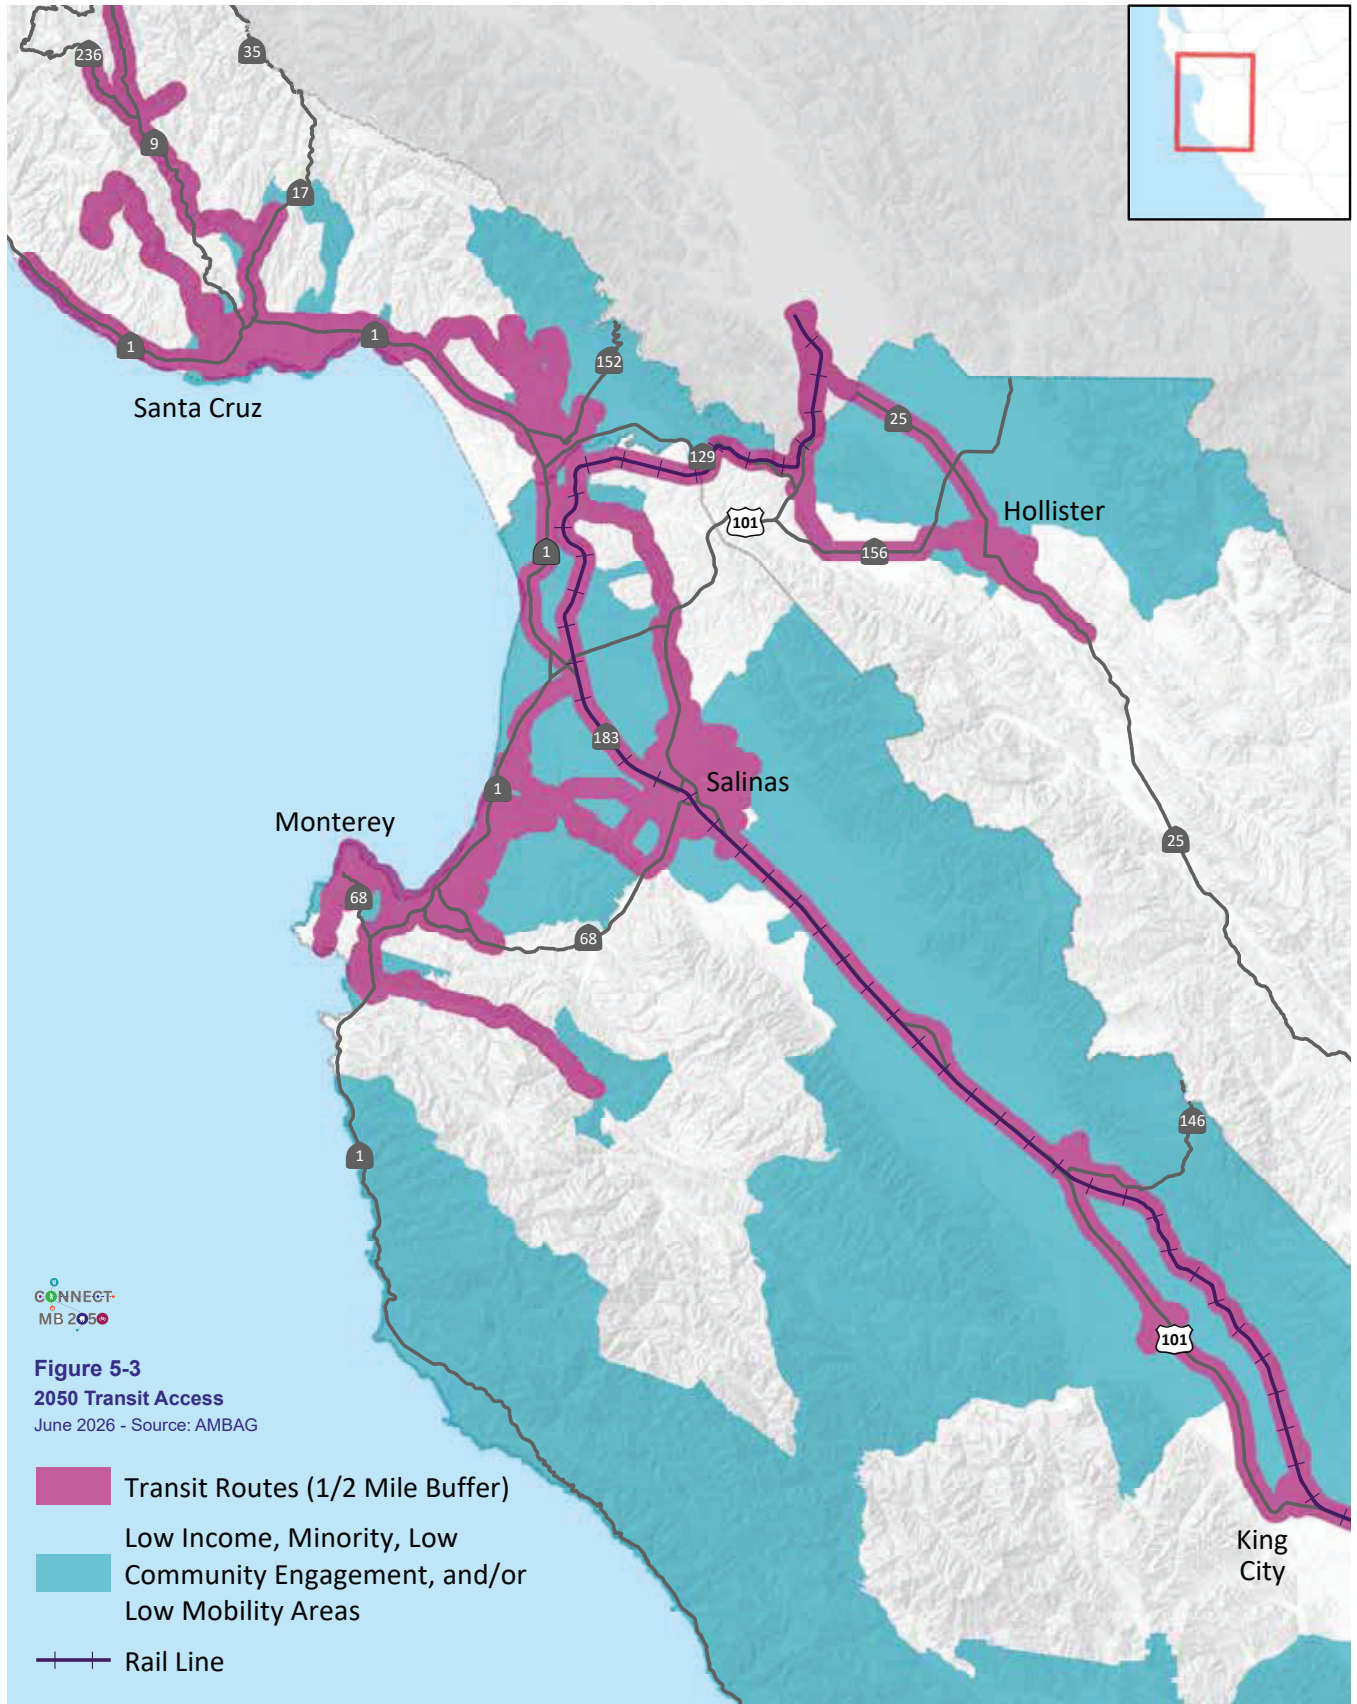 236
35
9
17
1
1
152
Santa Cruz
25
129
101
Hollister
1
156
183
Salinas
1
Monterey
25
68
68
146
1
CONNECT
MB 2050
101
Figure 5-3
2050 Transit Access
June 2026 - Source: AMBAG
Transit Routes (1/2 Mile Buffer)
Low Income, Minority, Low
Community Engagement, and/or
Low Mobility Areas
Rail Line
King
City